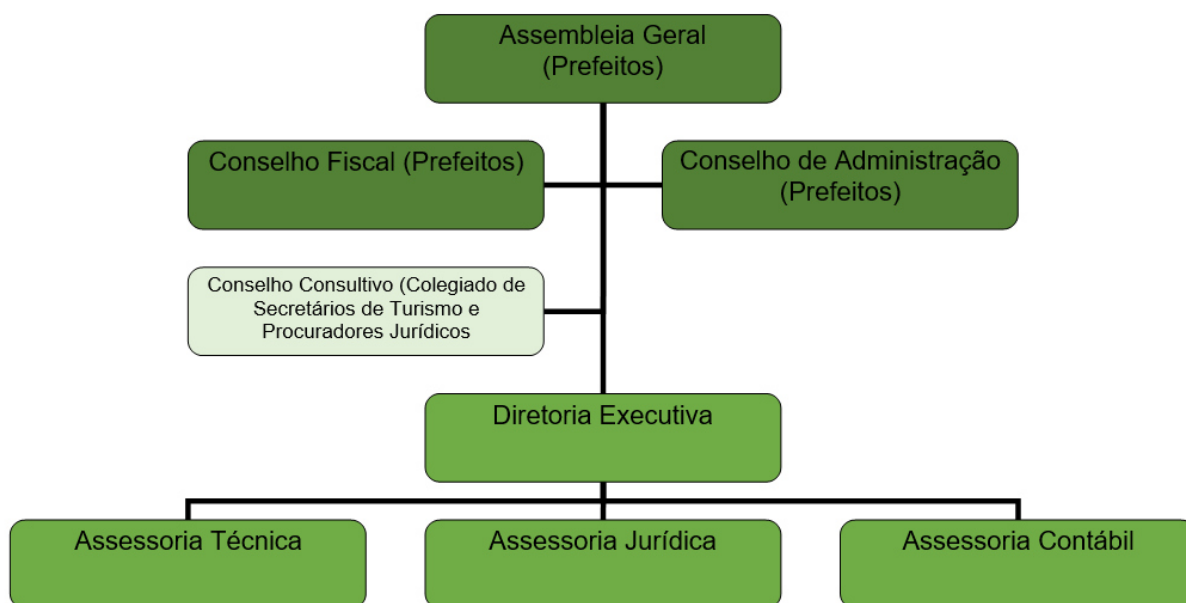 Assembleia Geral
(Prefeitos)
Conselho Fiscal (Prefeitos)
Conselho de Administração
(Prefeitos)
Conselho Consultivo (Colegiado de
Secretários de Turismo e
Procuradores Jurídicos
Diretoria Executiva
Assessoria Técnica
Assessoria Jurídica
Assessoria Contábil